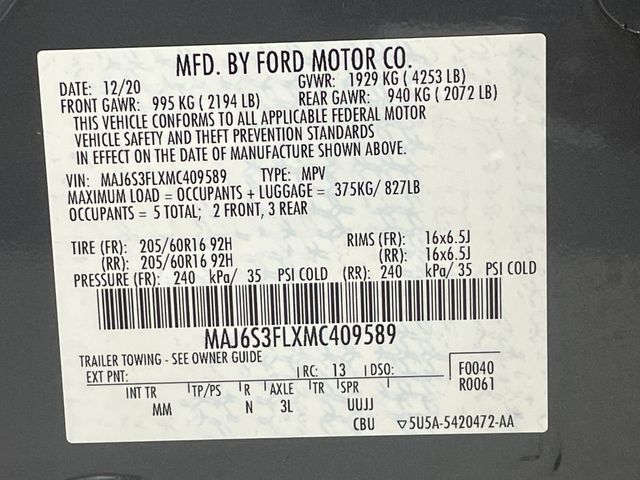 MFD. BY FORD MOTOR CO.
DATE: 12/20 GVWR: 1929 KG (4253 LB)
FRONT GAWR: 995 KG (2194 LB) REAR GAWR: 940 KG (2072 LB)
THIS VEHICLE CONFORMS TO ALL APPLICABLE FEDERAL MOTOR
VEHICLE SAFETY AND THEFT PREVENTION STANDARDS
IN EFFECT ON THE DATE OF MANUFACTURE SHOWN ABOVE.
VIN: MAJ6S3FLXMC409589 TYPE: MPV
MAXIMUM LOAD = OCCUPANTS + LUGGAGE = 375KG/ 827LB
OCCUPANTS = 5 TOTAL; 2 FRONT, 3 REAR
TIRE (FR): 205/60R16 92H RIMS (FR): 16x6.5J
(RR): 205/60R16 92H (RR): 16x6.5J
PRESSURE (FR): 240 kPa/ 35 PSI COLD (RR): 240 kPa/ 35 PSI COLD
MAJ6S3FLXMC409589
TRAILER TOWING - SEE OWNER GUIDE
EXT PNT: RC: 13 DSO: F0040
R0061
INT TR TP/PS R AXLE TR SPR
MM N 3L UUJJ
CBU ▽5U5A-5420472-AA